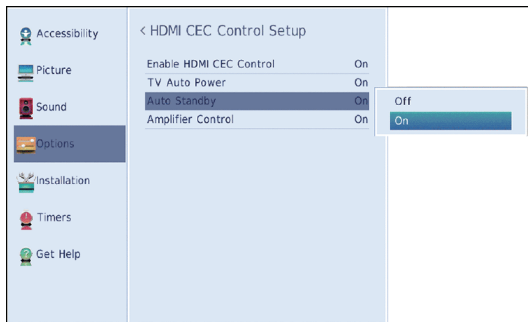 Accessibility
Picture
Sound
Options
Installation
Timers
Get Help
< HDMI CEC Control Setup
Enable HDMI CEC Control On
TV Auto Power On
Auto Standby On
Amplifier Control On
Off
On